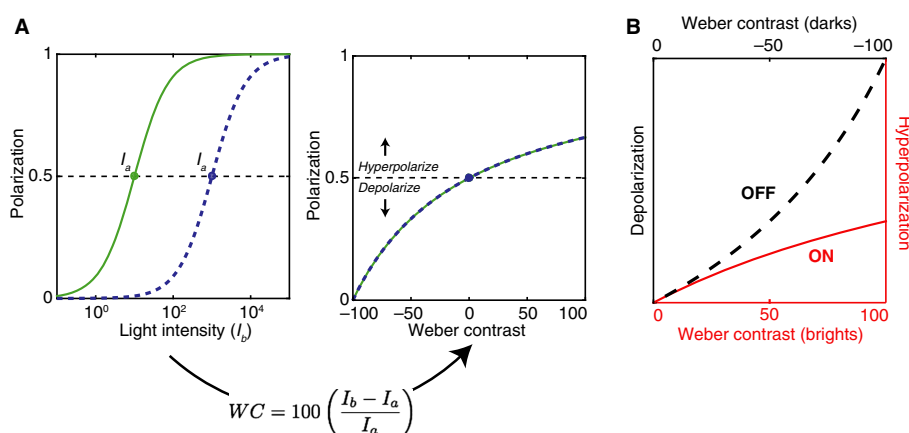 A
1
0.5
0
Polarization
I_a
I_a
10^0
10^2
10^4
Light intensity (I_b)
1
0.5
0
Polarization
Hyperpolarize
Depolarize
−100
−50
0
50
100
Weber contrast
WC = 100 ( (I_b − I_a) / I_a )
B
Weber contrast (darks)
0
−50
−100
Depolarization
Hyperpolarization
OFF
ON
0
50
100
Weber contrast (brights)